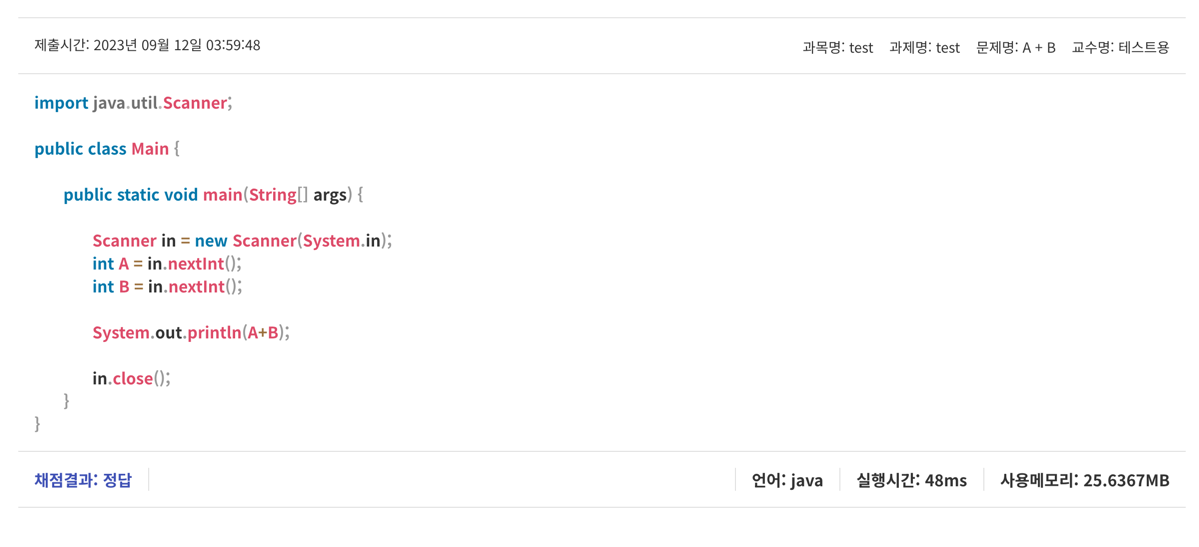 제출시간: 2023년 09월 12일 03:59:48 과목명: test 과제명: test 문제명: A + B 교수명: 테스트용
import java.util.Scanner;
public class Main {
public static void main(String[] args) {
Scanner in = new Scanner(System.in);
int A = in.nextInt();
int B = in.nextInt();
System.out.println(A+B);
in.close();
}
}
채점결과: 정답 언어: java 실행시간: 48ms 사용메모리: 25.6367MB